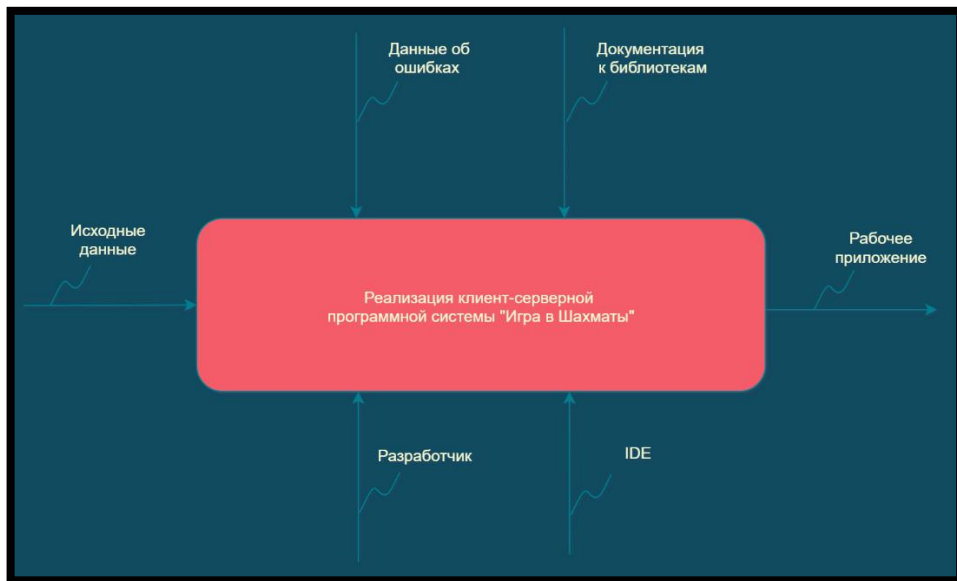 Данные об
ошибках
Документация
к библиотекам
Исходные
данные
Рабочее
приложение
Реализация клиент-серверной
программной системы "Игра в Шахматы"
Разработчик
IDE